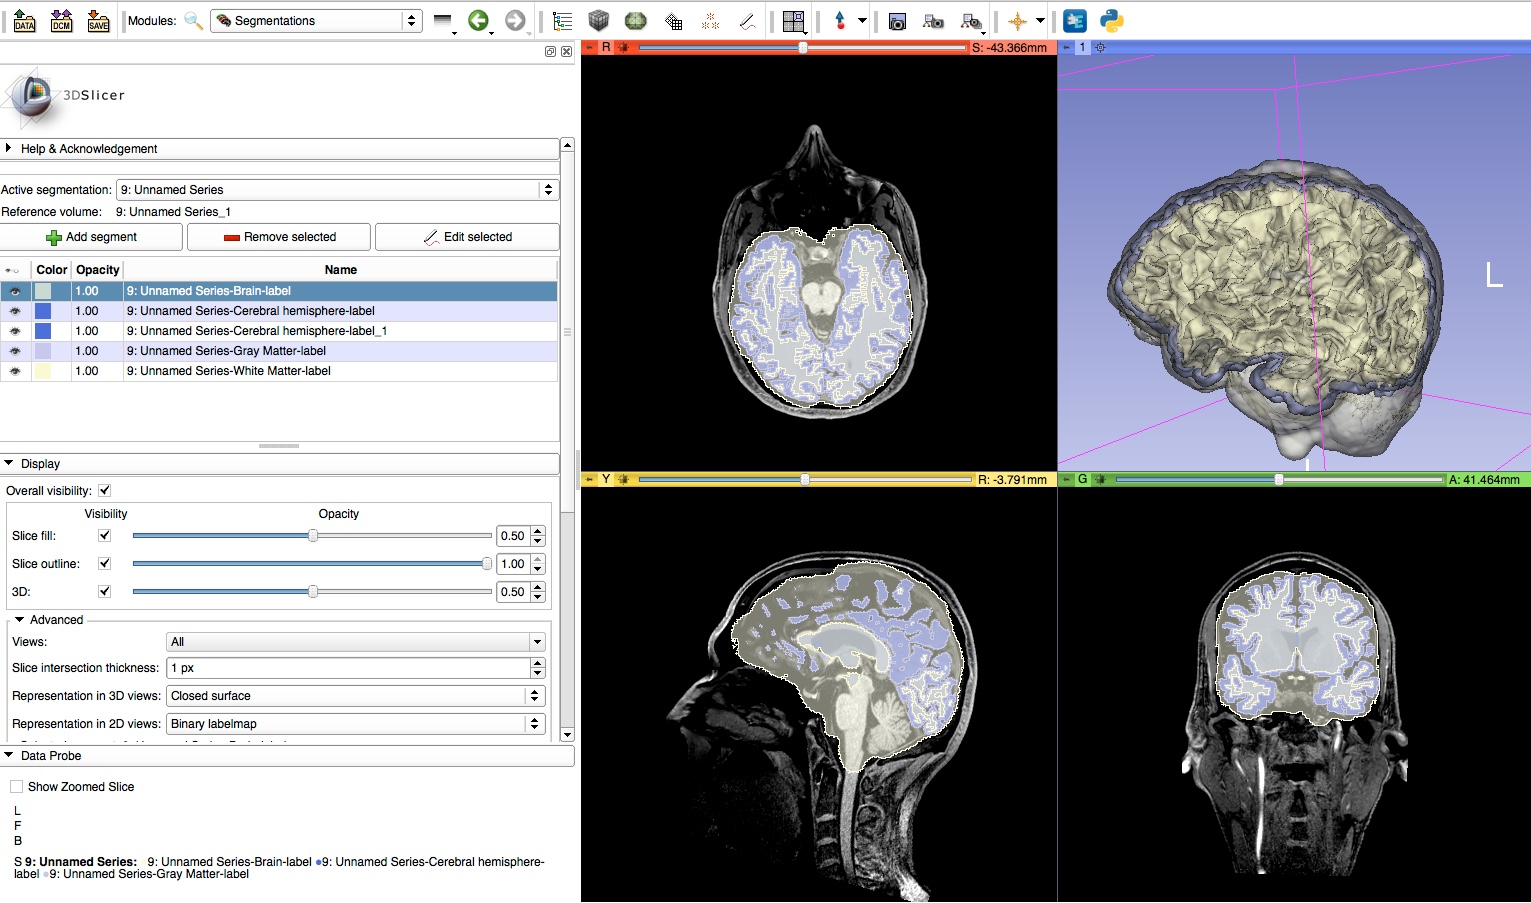 DATA
DCM
SAVE
Modules: Segmentations
R S: -43.366mm
1
3DSlicer
Help & Acknowledgement
Active segmentation: 9: Unnamed Series
Reference volume: 9: Unnamed Series_1
Add segment Remove selected Edit selected
Color Opacity Name
1.00 9: Unnamed Series-Brain-label
1.00 9: Unnamed Series-Cerebral hemisphere-label
1.00 9: Unnamed Series-Cerebral hemisphere-label_1
1.00 9: Unnamed Series-Gray Matter-label
1.00 9: Unnamed Series-White Matter-label
L
Display
Overall visibility:
Visibility Opacity
Slice fill: 0.50
Slice outline: 1.00
3D: 0.50
Advanced
Views: All
Slice intersection thickness: 1 px
Representation in 3D views: Closed surface
Representation in 2D views: Binary labelmap
Y R: -3.791mm
G A: 41.464mm
Data Probe
Show Zoomed Slice
L
F
B
S 9: Unnamed Series: 9: Unnamed Series-Brain-label 9: Unnamed Series-Cerebral hemisphere-
label 9: Unnamed Series-Gray Matter-label